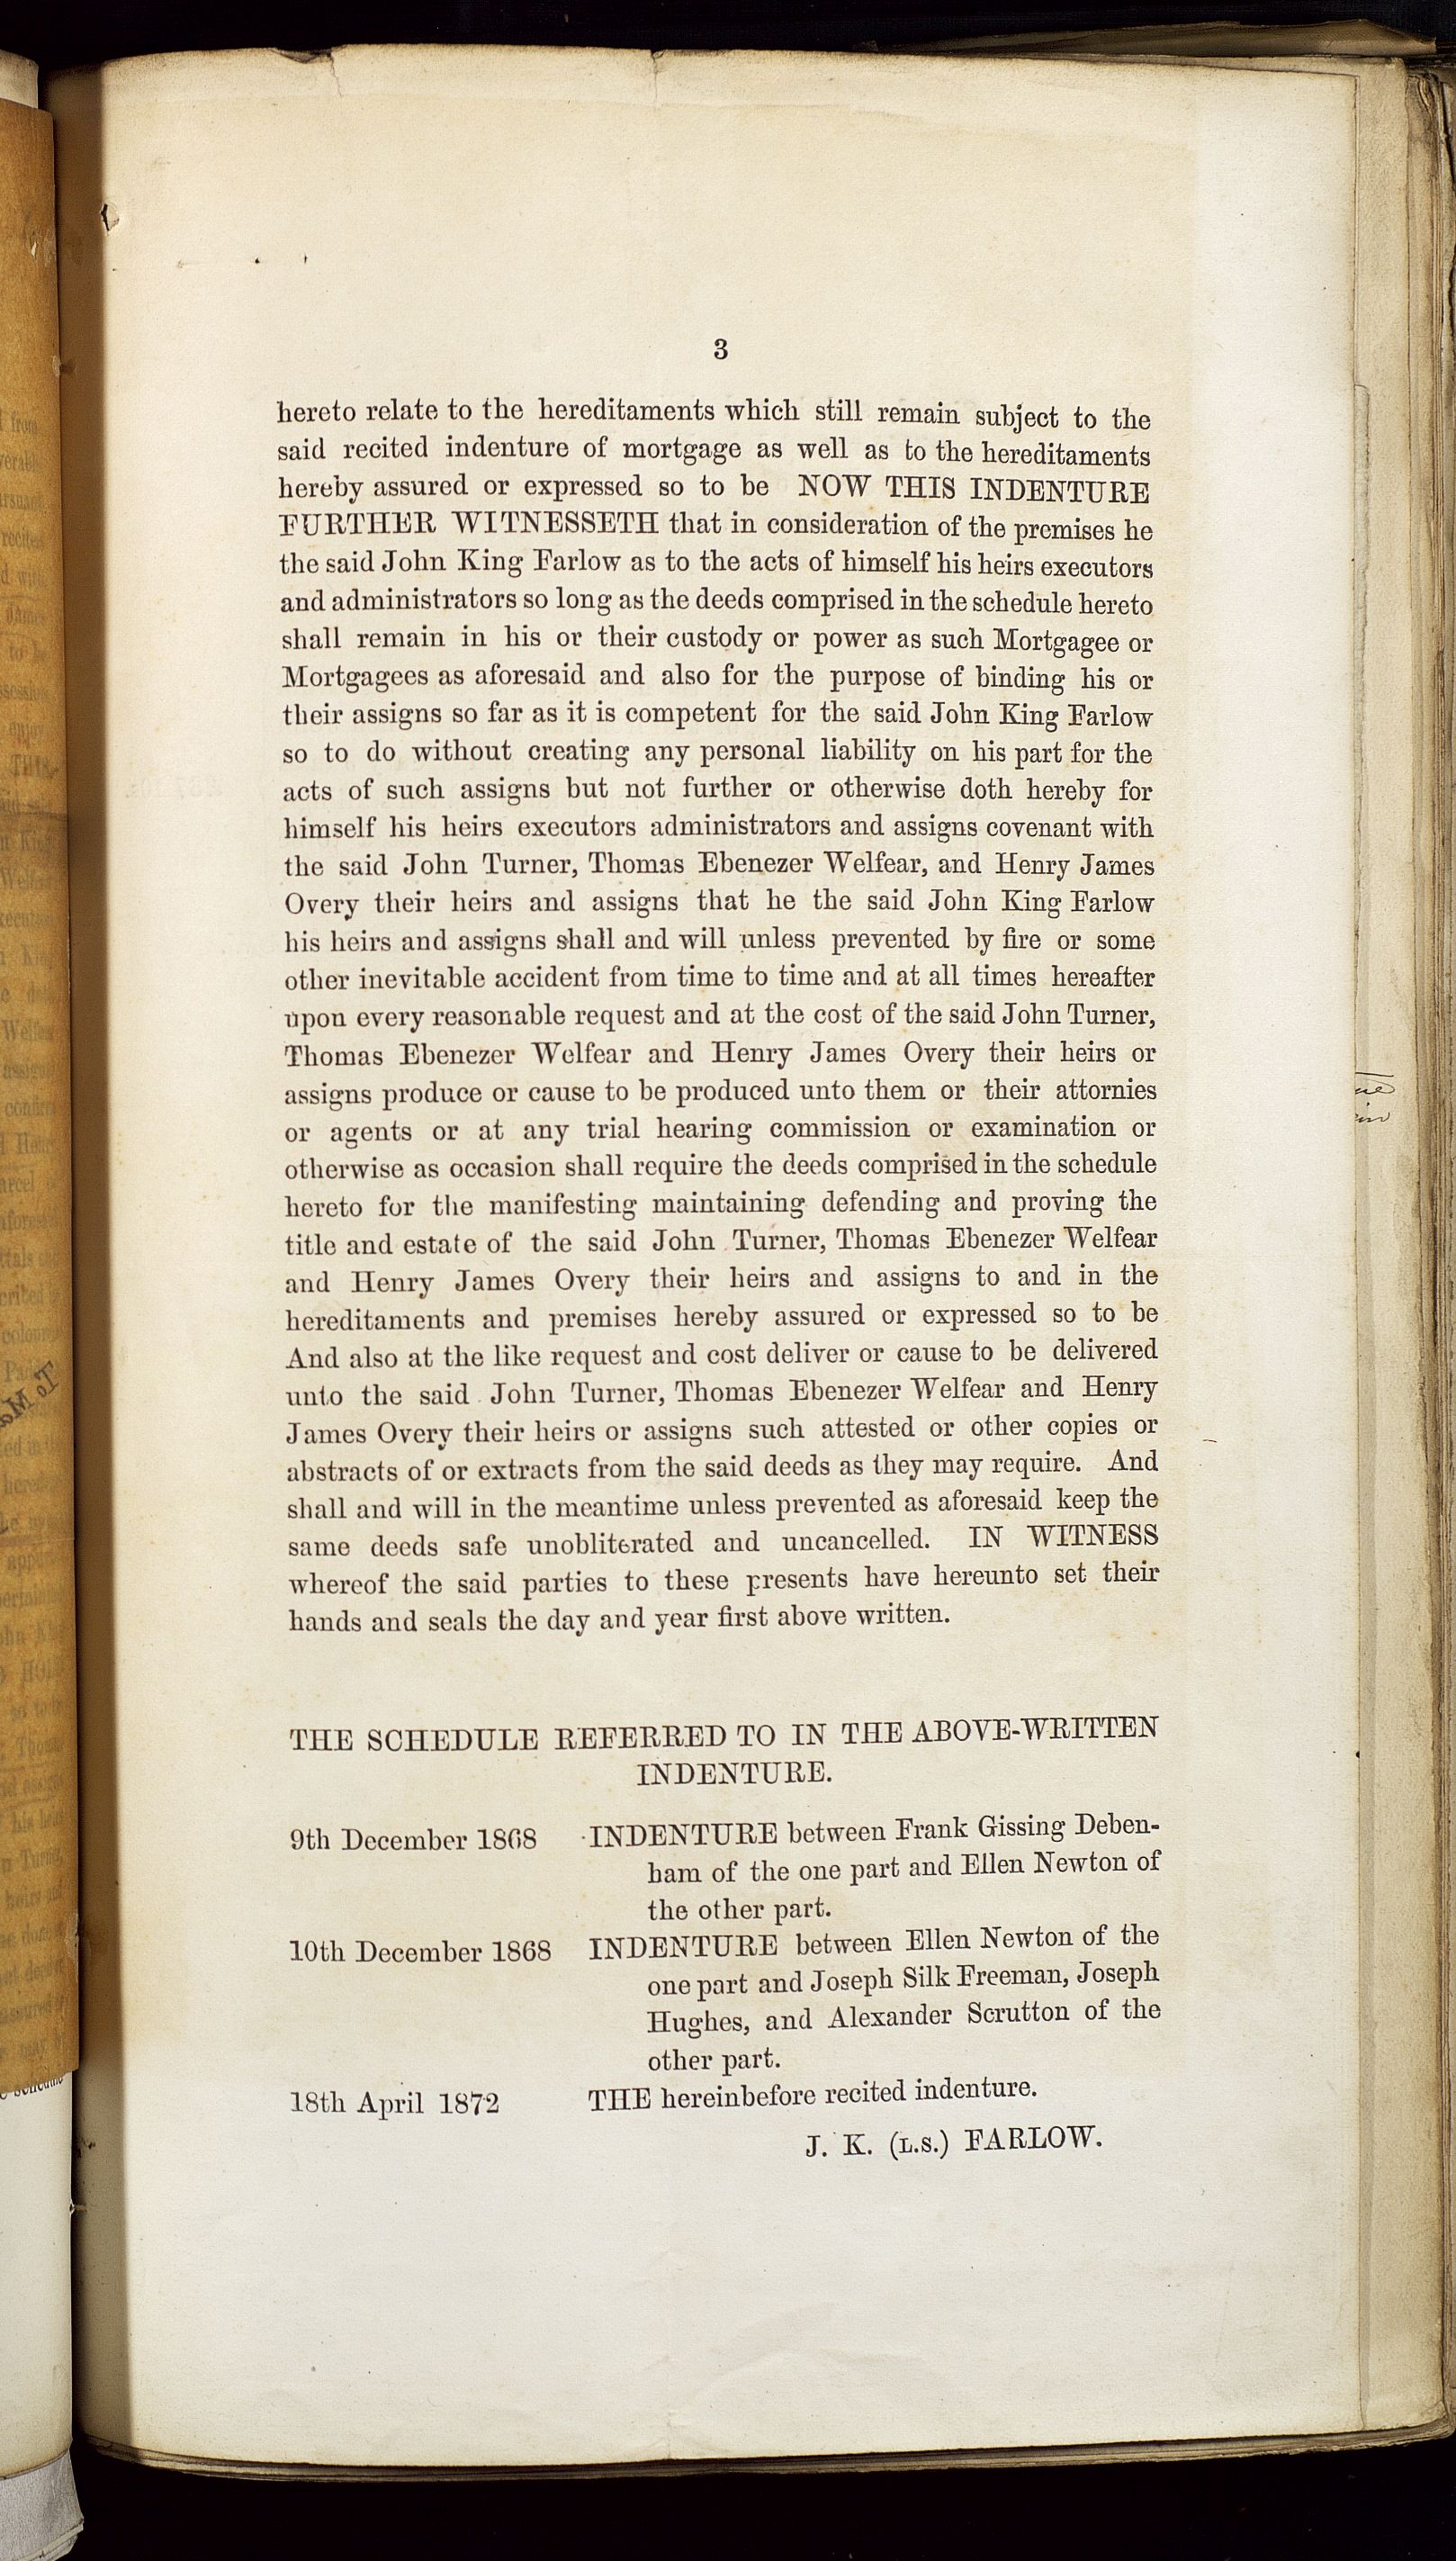 3
hereto relate to the hereditaments which still remain subject to the
said recited indenture of mortgage as well as to the hereditaments
hereby assured or expressed so to be NOW THIS INDENTURE
FURTHER WITNESSETH that in consideration of the premises he
the said John King Farlow as to the acts of himself his heirs executors
and administrators so long as the deeds comprised in the schedule hereto
shall remain in his or their custody or power as such Mortgagee or
Mortgagees as aforesaid and also for the purpose of binding his or
their assigns so far as it is competent for the said John King Farlow
so to do without creating any personal liability on his part for the
acts of such assigns but not further or otherwise doth hereby for
himself his heirs executors administrators and assigns covenant with
the said John Turner, Thomas Ebenezer Welfear, and Henry James
Overy their heirs and assigns that he the said John King Farlow
his heirs and assigns shall and will unless prevented by fire or some
other inevitable accident from time to time and at all times hereafter
upon every reasonable request and at the cost of the said John Turner,
Thomas Ebenezer Welfear and Henry James Overy their heirs or
assigns produce or cause to be produced unto them or their attornies
or agents or at any trial hearing commission or examination or
otherwise as occasion shall require the deeds comprised in the schedule
hereto for the manifesting maintaining defending and proving the
title and estate of the said John Turner, Thomas Ebenezer Welfear
and Henry James Overy their heirs and assigns to and in the
hereditaments and premises hereby assured or expressed so to be
And also at the like request and cost deliver or cause to be delivered
unto the said John Turner, Thomas Ebenezer Welfear and Henry
James Overy their heirs or assigns such attested or other copies or
abstracts of or extracts from the said deeds as they may require. And
shall and will in the meantime unless prevented as aforesaid keep the
same deeds safe unobliterated and uncancelled. IN WITNESS
whereof the said parties to these presents have hereunto set their
hands and seals the day and year first above written.
THE SCHEDULE REFERRED TO IN THE ABOVE-WRITTEN
INDENTURE.
9th December 1868 INDENTURE between Frank Gissing Deben-
ham of the one part and Ellen Newton of
the other part.
10th December 1868 INDENTURE between Ellen Newton of the
one part and Joseph Silk Freeman, Joseph
Hughes, and Alexander Scrutton of the
other part.
18th April 1872 THE hereinbefore recited indenture.
J. K. (L.S.) FARLOW.